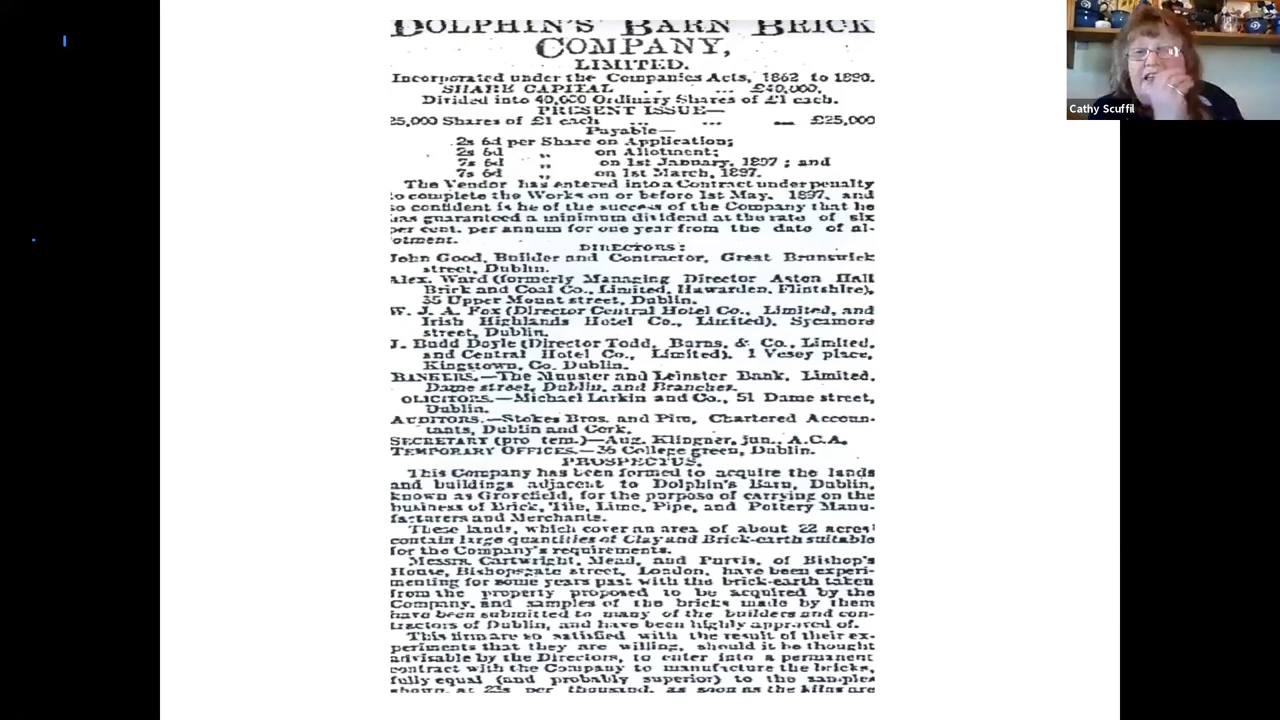 DOLPHIN'S BARN BRICK
COMPANY,
LIMITED.
Incorporated under the Companies Acts, 1862 to 1890.
SHARE CAPITAL .. ... £40,000.
Divided into 40,000 Ordinary Shares of £1 each.
PRESENT ISSUE—
25,000 Shares of £1 each ... ... ... £25,000
Payable—
2s 6d per Share on Application;
2s 6d „ on Allotment;
7s 6d „ on 1st January, 1897; and
7s 6d „ on 1st March, 1897.
The Vendor has entered into a Contract under penalty
to complete the Works on or before 1st May, 1897, and
so confident is he of the success of the Company that he
has guaranteed a minimum dividend at the rate of six
per cent. per annum for one year from the date of al-
lotment.
DIRECTORS:
John Good, Builder and Contractor, Great Brunswick
street, Dublin.
Alex. Ward (formerly Managing Director Aston Hall
Brick and Coal Co., Limited, Hawarden, Flintshire),
35 Upper Mount street, Dublin.
W. J. A. Fox (Director Central Hotel Co., Limited, and
Irish Highlands Hotel Co., Limited), Sycamore
street, Dublin.
J. Budd Doyle (Director Todd, Burns, & Co., Limited,
and Central Hotel Co., Limited), 1 Vesey place,
Kingstown, Co. Dublin.
BANKERS.—The Munster and Leinster Bank, Limited,
Dame street, Dublin, and Branches.
OLICITORS.—Michael Larkin and Co., 51 Dame street,
Dublin.
AUDITORS.—Stokes Bros. and Pim, Chartered Accoun-
tants, Dublin and Cork.
SECRETARY (pro tem.)—Aug. Klingner, jun., A.C.A.
TEMPORARY OFFICES.—36 College green, Dublin.
PROSPECTUS.
This Company has been formed to acquire the lands
and buildings adjacent to Dolphin's Barn, Dublin,
known as Grovefield, for the purpose of carrying on the
business of Brick, Tile, Lime, Pipe, and Pottery Manu-
facturers and Merchants.
These lands, which cover an area of about 22 acres
contain large quantities of Clay and Brick-earth suitable
for the Company's requirements.
Messrs. Cartwright, Mead, and Purvis, of Bishop's
House, Bishopsgate street, London, have been experi-
menting for some years past with the brick-earth taken
from the property proposed to be acquired by the
Company, and samples of the bricks made by them
have been submitted to many of the builders and con-
tractors of Dublin, and have been highly approved of.
This firm are so satisfied with the result of their ex-
periments that they are willing, should it be thought
advisable by the Directors, to enter into a permanent
contract with the Company to manufacture the bricks,
fully equal (and probably superior) to the samples
shown, at 23s per thousand, as soon as the kilns are
Cathy Scuffil